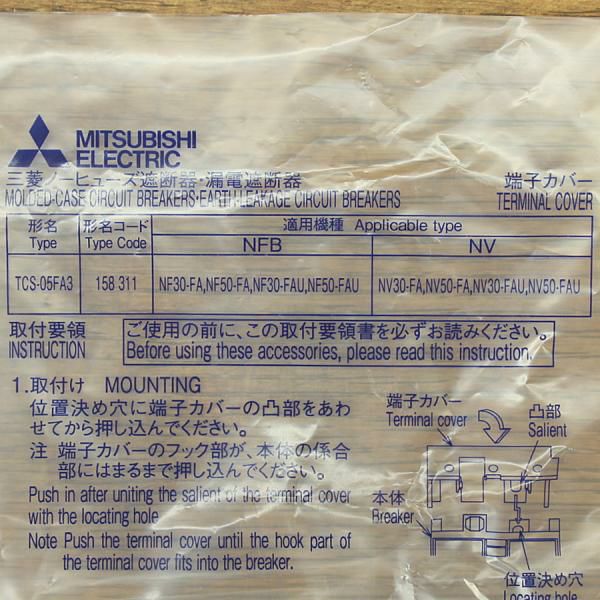 MITSUBISHI
ELECTRIC
三菱ノーヒューズ遮断器・漏電遮断器
端子カバー
MOLDED-CASE CIRCUIT BREAKERS・EARTH-LEAKAGE CIRCUIT BREAKERS
TERMINAL COVER
形名
Type
形名コード
Type Code
適用機種 Applicable type
NFB
NV
TCS-05FA3
158 311
NF30-FA,NF50-FA,NF30-FAU,NF50-FAU
NV30-FA,NV50-FA,NV30-FAU,NV50-FAU
取付要領
INSTRUCTION
ご使用の前に、この取付要領書を必ずお読みください。
Before using these accessories, please read this instruction.
1.取付け MOUNTING
位置決め穴に端子カバーの凸部をあわ
せてから押し込んでください。
注 端子カバーのフック部が、本体の係合
部にはまるまで押し込んでください。
Push in after uniting the salient of the terminal cover
with the locating hole
Note Push the terminal cover until the hook part of
the terminal cover fits into the breaker.
端子カバー
Terminal cover
凸部
Salient
本体
Breaker
位置決め穴
Locating hole